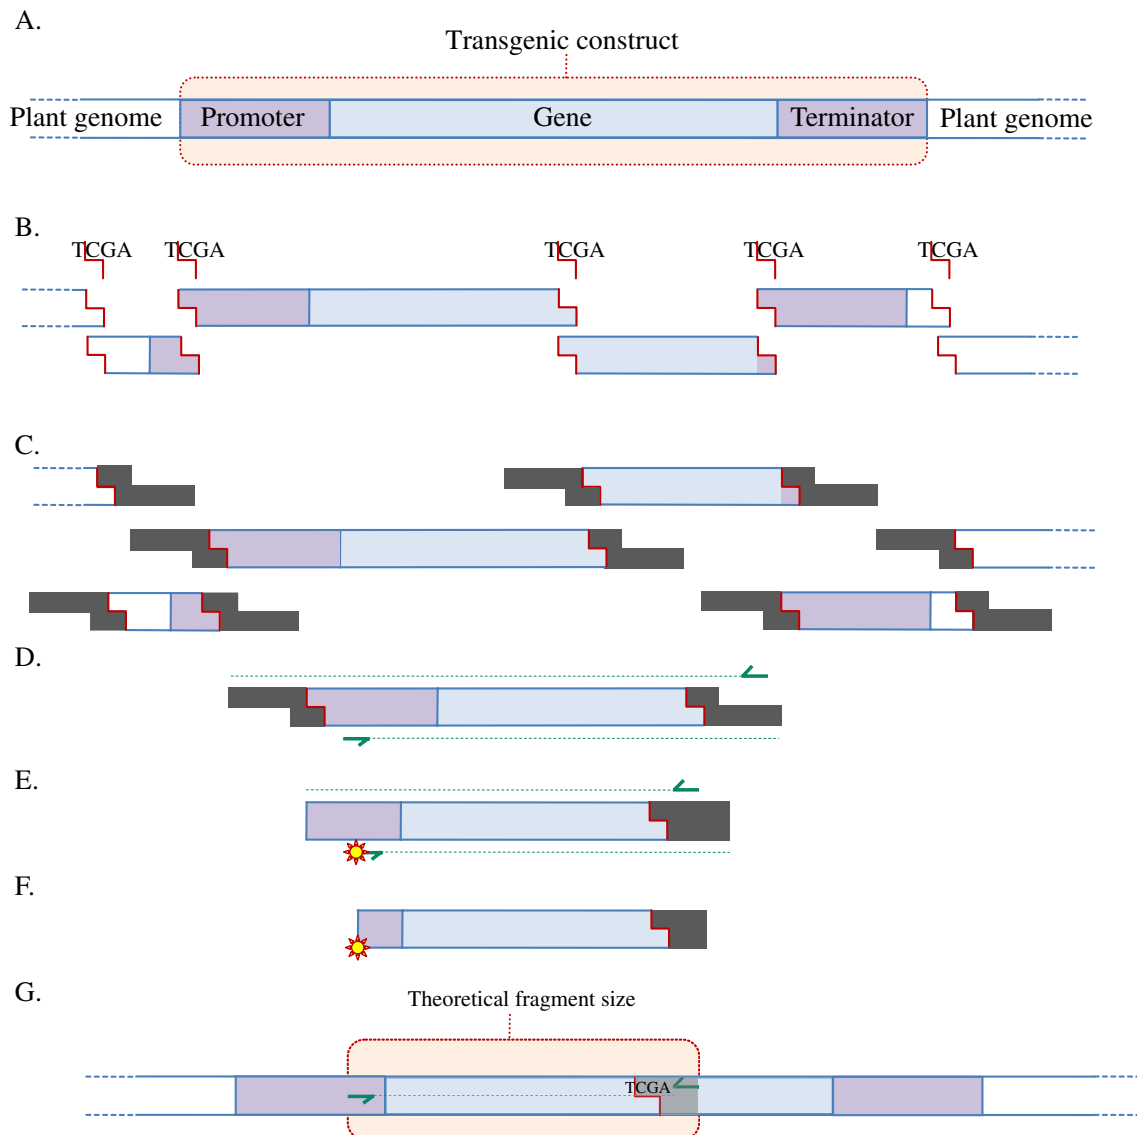 A.
Transgenic construct
Plant genome Promoter Gene Terminator Plant genome
B.
TCGA TCGA TCGA TCGA TCGA
C.
D.
E.
F.
G.
Theoretical fragment size
TCGA